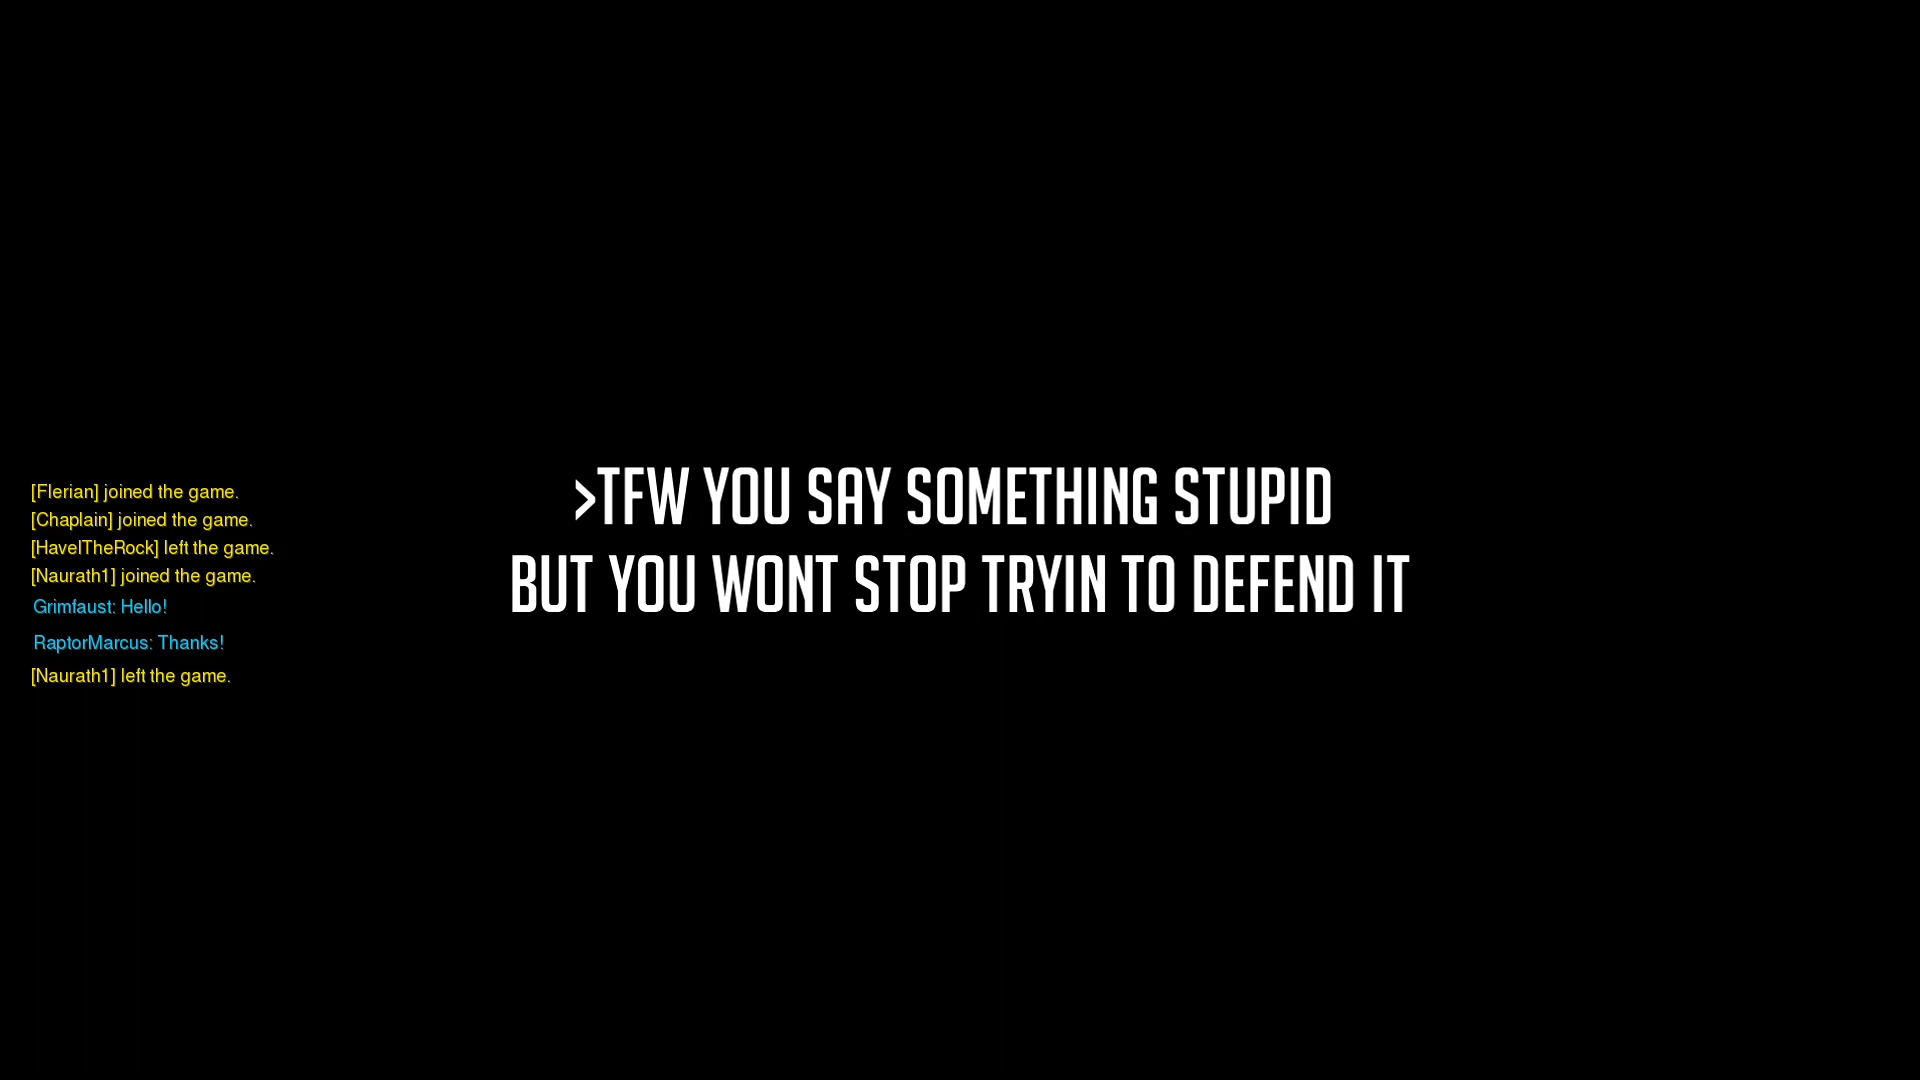 >TFW YOU SAY SOMETHING STUPID
BUT YOU WONT STOP TRYIN TO DEFEND IT
[Flerian] joined the game.
[Chaplain] joined the game.
[HavelTheRock] left the game.
[Naurath1] joined the game.
Grimfaust: Hello!
RaptorMarcus: Thanks!
[Naurath1] left the game.